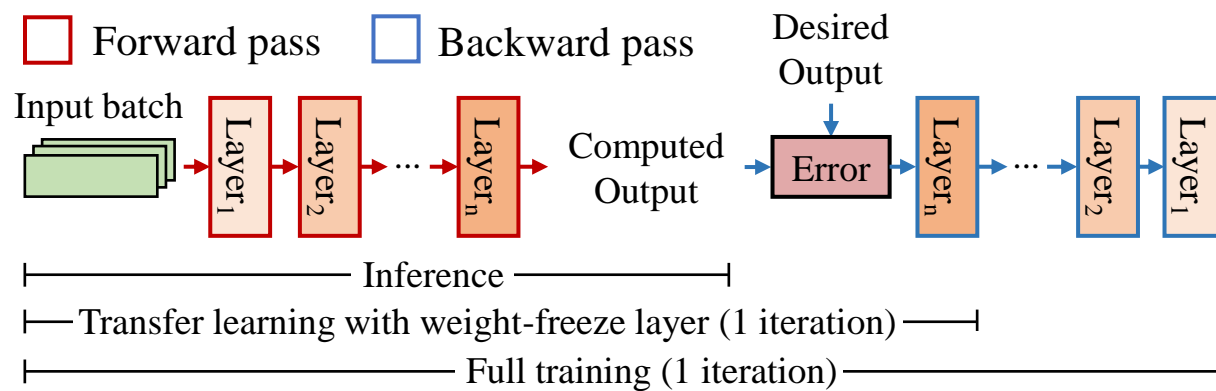 Forward pass
Backward pass
Input batch
Layer1
Layer2
...
Layern
Computed
Output
Desired
Output
Error
Layern
...
Layer2
Layer1
Inference
Transfer learning with weight-freeze layer (1 iteration)
Full training (1 iteration)